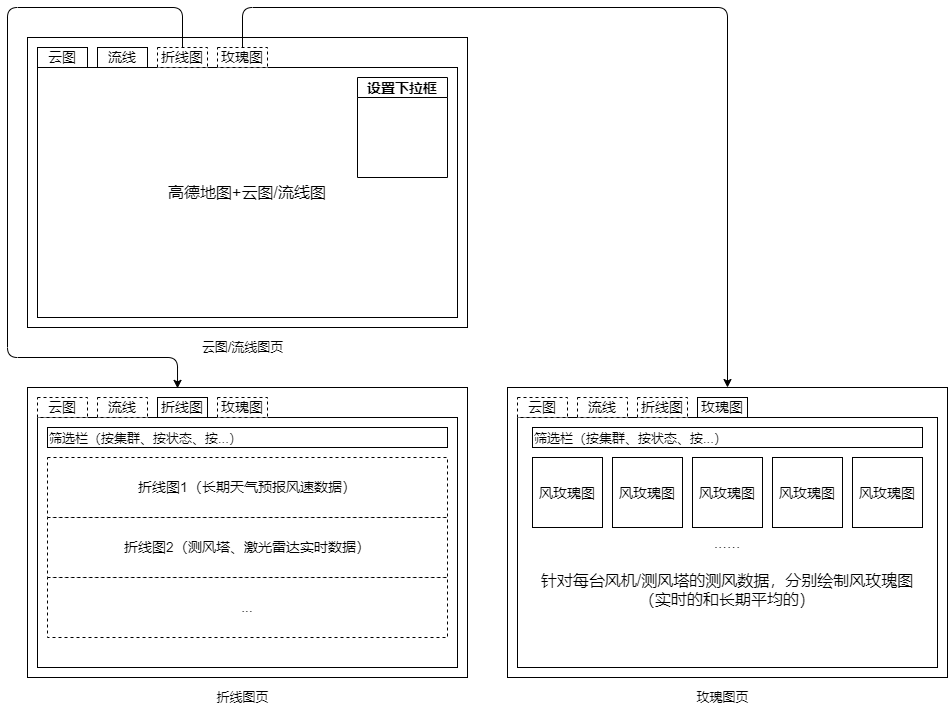 云图
流线
折线图
玫瑰图
设置下拉框
高德地图+云图/流线图
云图/流线图页
云图
流线
折线图
玫瑰图
筛选栏（按集群、按状态、按...）
折线图1（长期天气预报风速数据）
折线图2（测风塔、激光雷达实时数据）
...
折线图页
云图
流线
折线图
玫瑰图
筛选栏（按集群、按状态、按...）
风玫瑰图
风玫瑰图
风玫瑰图
风玫瑰图
风玫瑰图
……
针对每台风机/测风塔的测风数据，分别绘制风玫瑰图
（实时的和长期平均的）
玫瑰图页